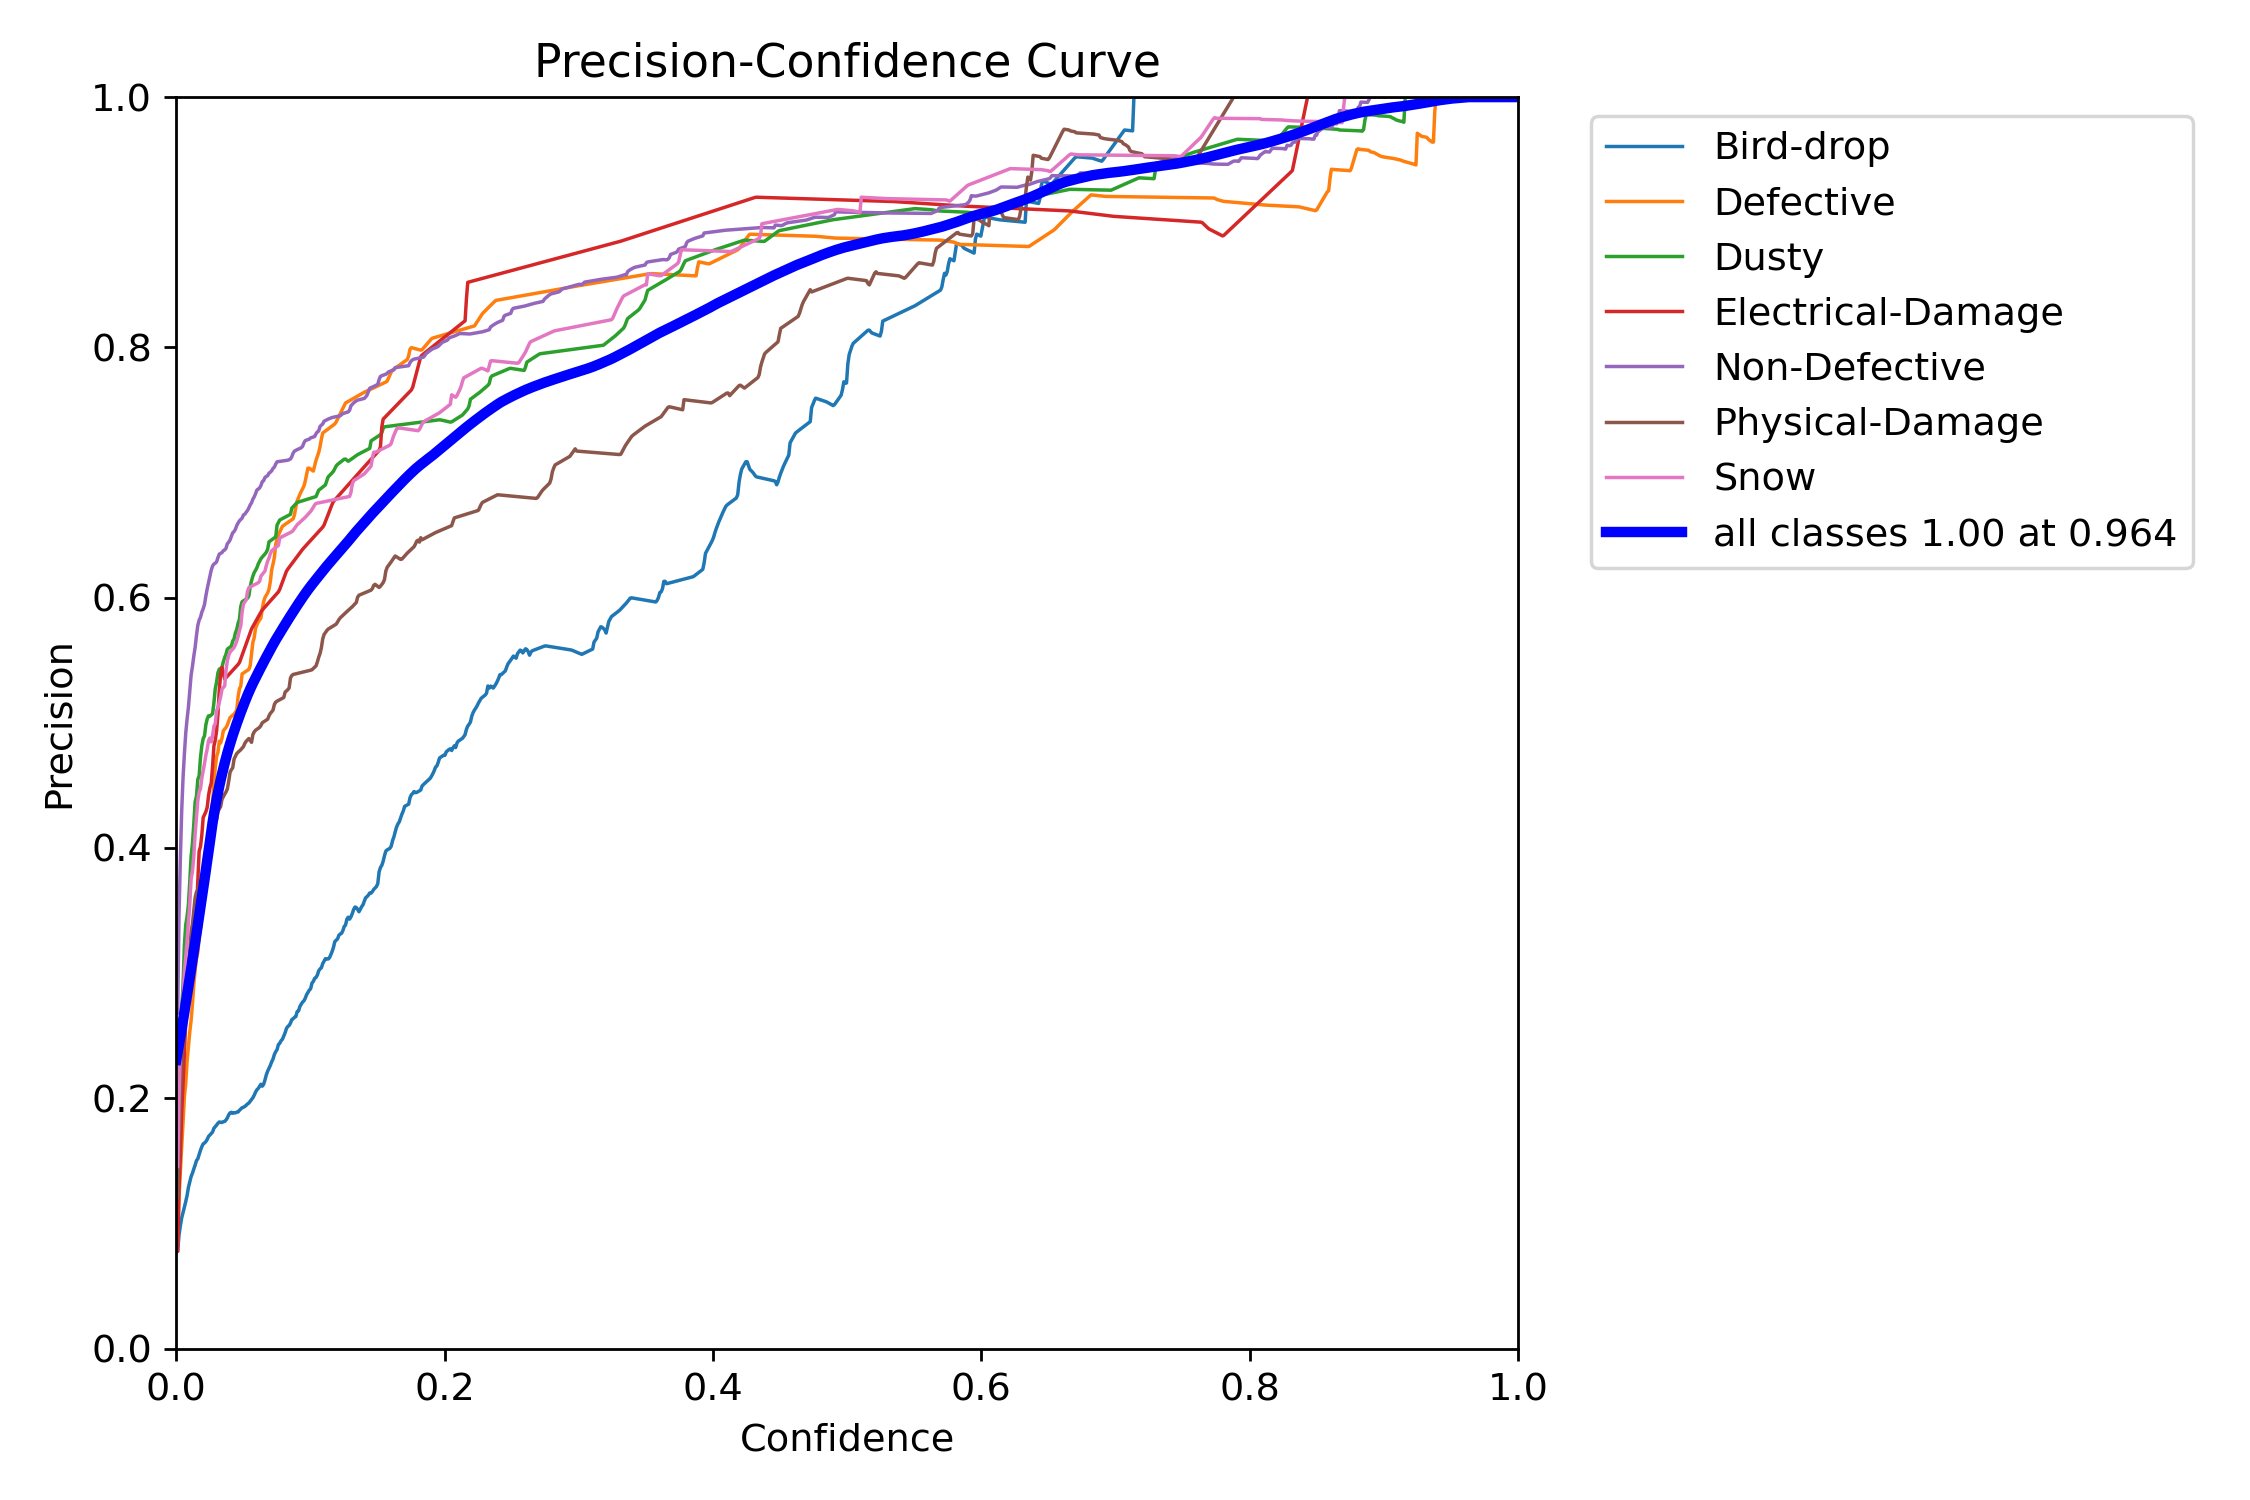 Precision-Confidence Curve
1.0
0.8
0.6
0.4
0.2
0.0
Precision
0.0 0.2 0.4 0.6 0.8 1.0
Confidence
Bird-drop
Defective
Dusty
Electrical-Damage
Non-Defective
Physical-Damage
Snow
all classes 1.00 at 0.964